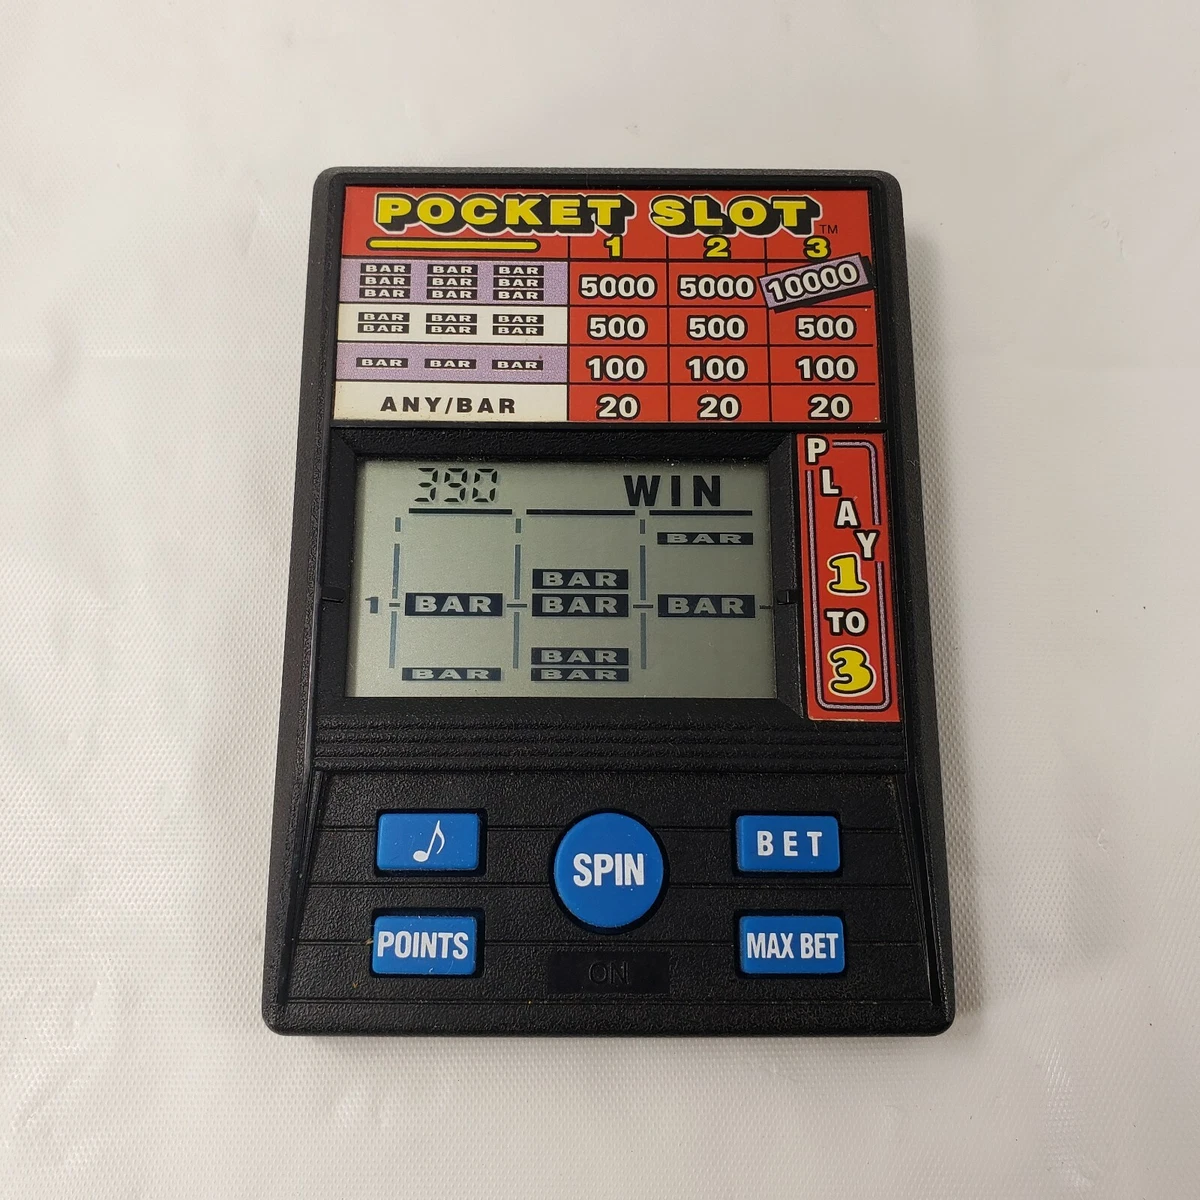 POCKET SLOT™
1 2 3
BAR BAR BAR 5000 5000 10000
BAR BAR BAR
BAR BAR BAR
BAR BAR BAR 500 500 500
BAR BAR BAR
BAR BAR BAR 100 100 100
ANY/BAR 20 20 20
390 WIN
BAR
BAR
1 BAR BAR BAR
BAR
BAR BAR
PLAY
1
TO
3
♪ SPIN BET
POINTS MAX BET
ON